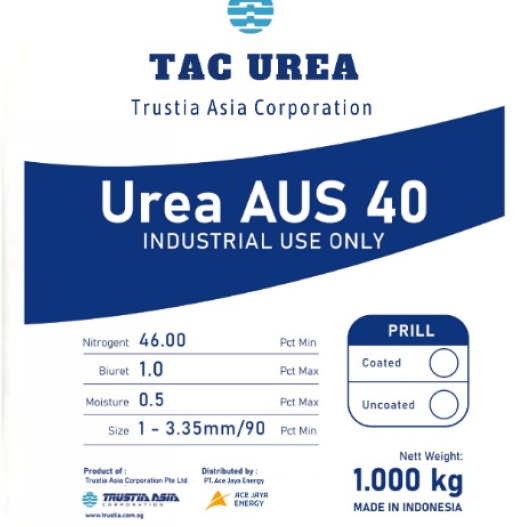 TAC UREA
Trustia Asia Corporation
Urea AUS 40
INDUSTRIAL USE ONLY
Nitrogent 46.00 Pct Min
Biuret 1.0 Pct Max
Moisture 0.5 Pct Max
Size 1 - 3.35mm/90 Pct Min
PRILL
Coated
Uncoated
Nett Weight:
1.000 kg
MADE IN INDONESIA
Product of :
Trustia Asia Corporation Pte Ltd.
TRUSTIA ASIA
CORPORATION
www.trustia.com.sg
Distributed by :
PT. Ace Jaya Energy
ACE JAYA
ENERGY